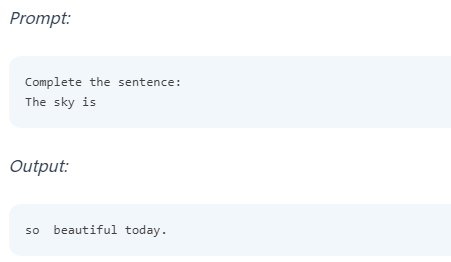 Prompt:
Complete the sentence:
The sky is
Output:
so  beautiful today.